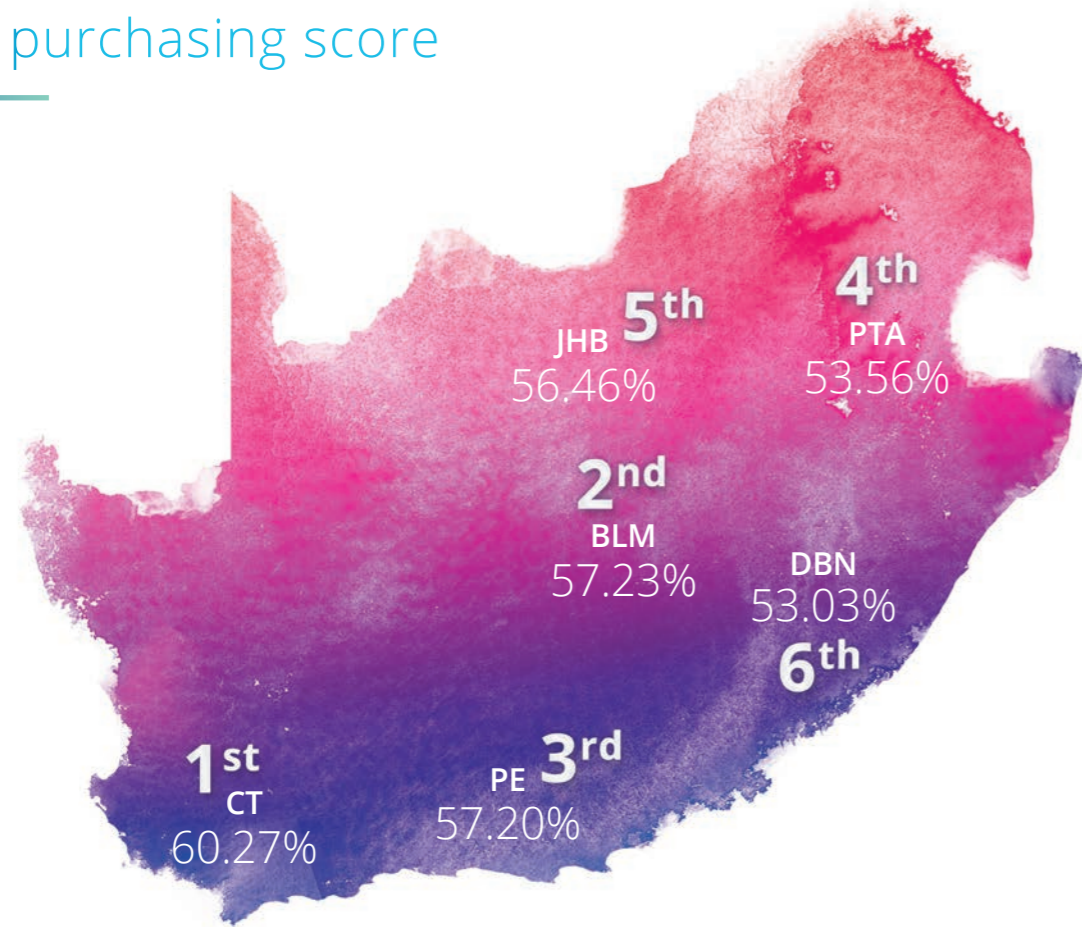 purchasing score
4th
PTA
53.56%
5th
JHB
56.46%
2nd
BLM
57.23%
DBN
53.03%
6th
1st
CT
60.27%
3rd
PE
57.20%